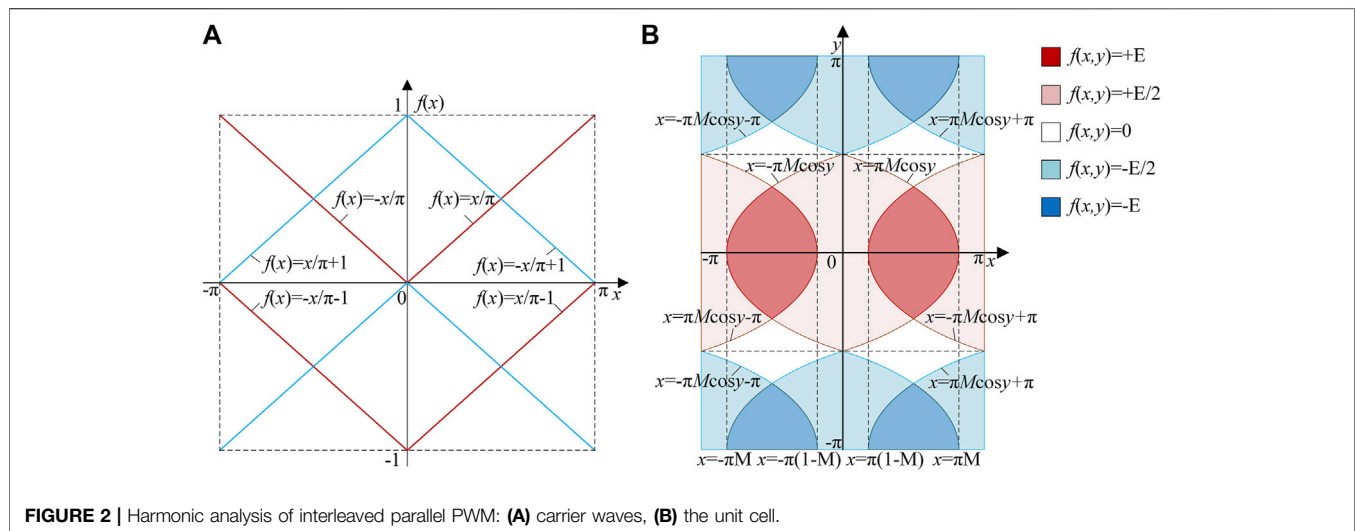 A
1
f(x)
f(x)=-x/π
f(x)=x/π
f(x)=x/π+1
f(x)=-x/π+1
-π
0
π
x
f(x)=-x/π-1
f(x)=x/π-1
-1
B
y
π
x=-πMcosy-π
x=πMcosy+π
x=-πMcosy
x=πMcosy
-π
0
π
x
x=πMcosy-π
x=-πMcosy+π
x=-πMcosy-π
x=πMcosy+π
-π
x=-πM
x=-π(1-M)
x=π(1-M)
x=πM
f(x,y)=+E
f(x,y)=+E/2
f(x,y)=0
f(x,y)=-E/2
f(x,y)=-E
FIGURE 2 | Harmonic analysis of interleaved parallel PWM: (A) carrier waves, (B) the unit cell.